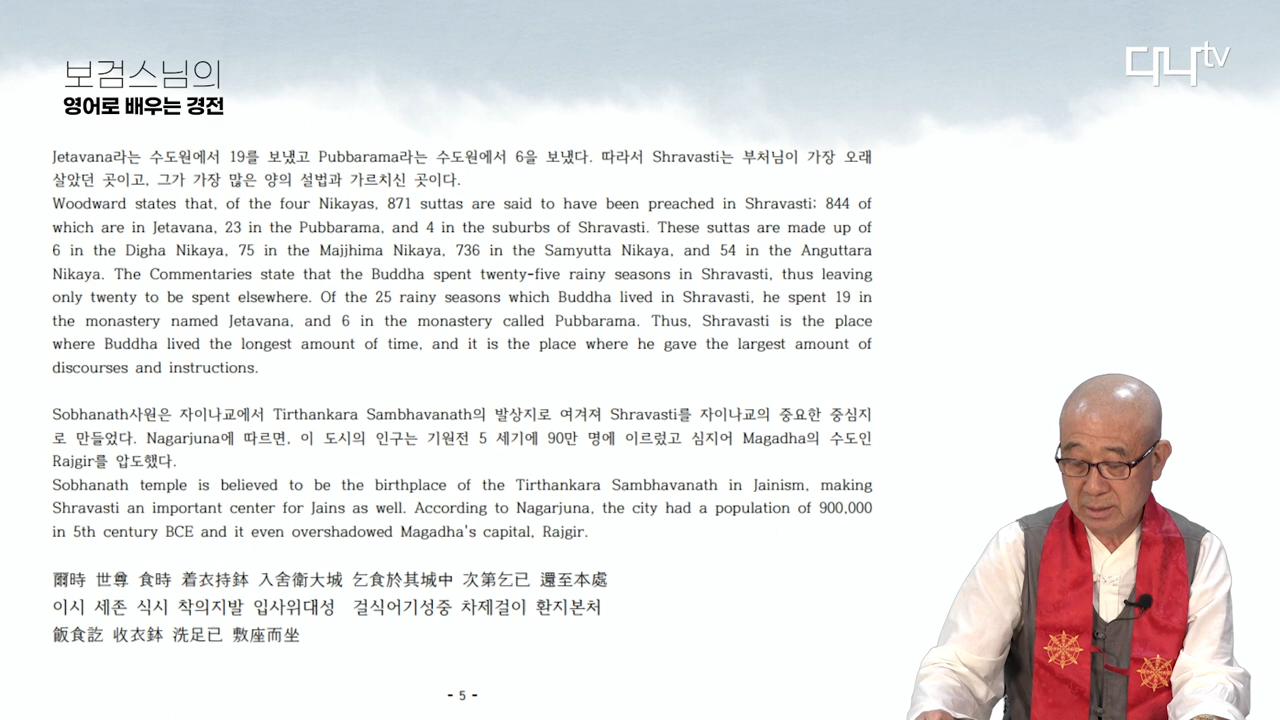 보검스님의
영어로 배우는 경전
다나tv
Jetavana라는 수도원에서 19를 보냈고 Pubbarama라는 수도원에서 6을 보냈다. 따라서 Shravasti는 부처님이 가장 오래
살았던 곳이고, 그가 가장 많은 양의 설법과 가르치신 곳이다.
Woodward states that, of the four Nikayas, 871 suttas are said to have been preached in Shravasti; 844 of
which are in Jetavana, 23 in the Pubbarama, and 4 in the suburbs of Shravasti. These suttas are made up of
6 in the Digha Nikaya, 75 in the Majjhima Nikaya, 736 in the Samyutta Nikaya, and 54 in the Anguttara
Nikaya. The Commentaries state that the Buddha spent twenty-five rainy seasons in Shravasti, thus leaving
only twenty to be spent elsewhere. Of the 25 rainy seasons which Buddha lived in Shravasti, he spent 19 in
the monastery named Jetavana, and 6 in the monastery called Pubbarama. Thus, Shravasti is the place
where Buddha lived the longest amount of time, and it is the place where he gave the largest amount of
discourses and instructions.
Sobhanath사원은 자이나교에서 Tirthankara Sambhavanath의 발상지로 여겨져 Shravasti를 자이나교의 중요한 중심지
로 만들었다. Nagarjuna에 따르면, 이 도시의 인구는 기원전 5 세기에 90만 명에 이르렀고 심지어 Magadha의 수도인
Rajgir를 압도했다.
Sobhanath temple is believed to be the birthplace of the Tirthankara Sambhavanath in Jainism, making
Shravasti an important center for Jains as well. According to Nagarjuna, the city had a population of 900,000
in 5th century BCE and it even overshadowed Magadha's capital, Rajgir.
爾時 世尊 食時 着衣持鉢 入舍衛大城 乞食於其城中 次第乞已 還至本處
이시 세존 식시 착의지발 입사위대성 걸식어기성중 차제걸이 환지본처
飯食訖 收衣鉢 洗足已 敷座而坐
- 5 -